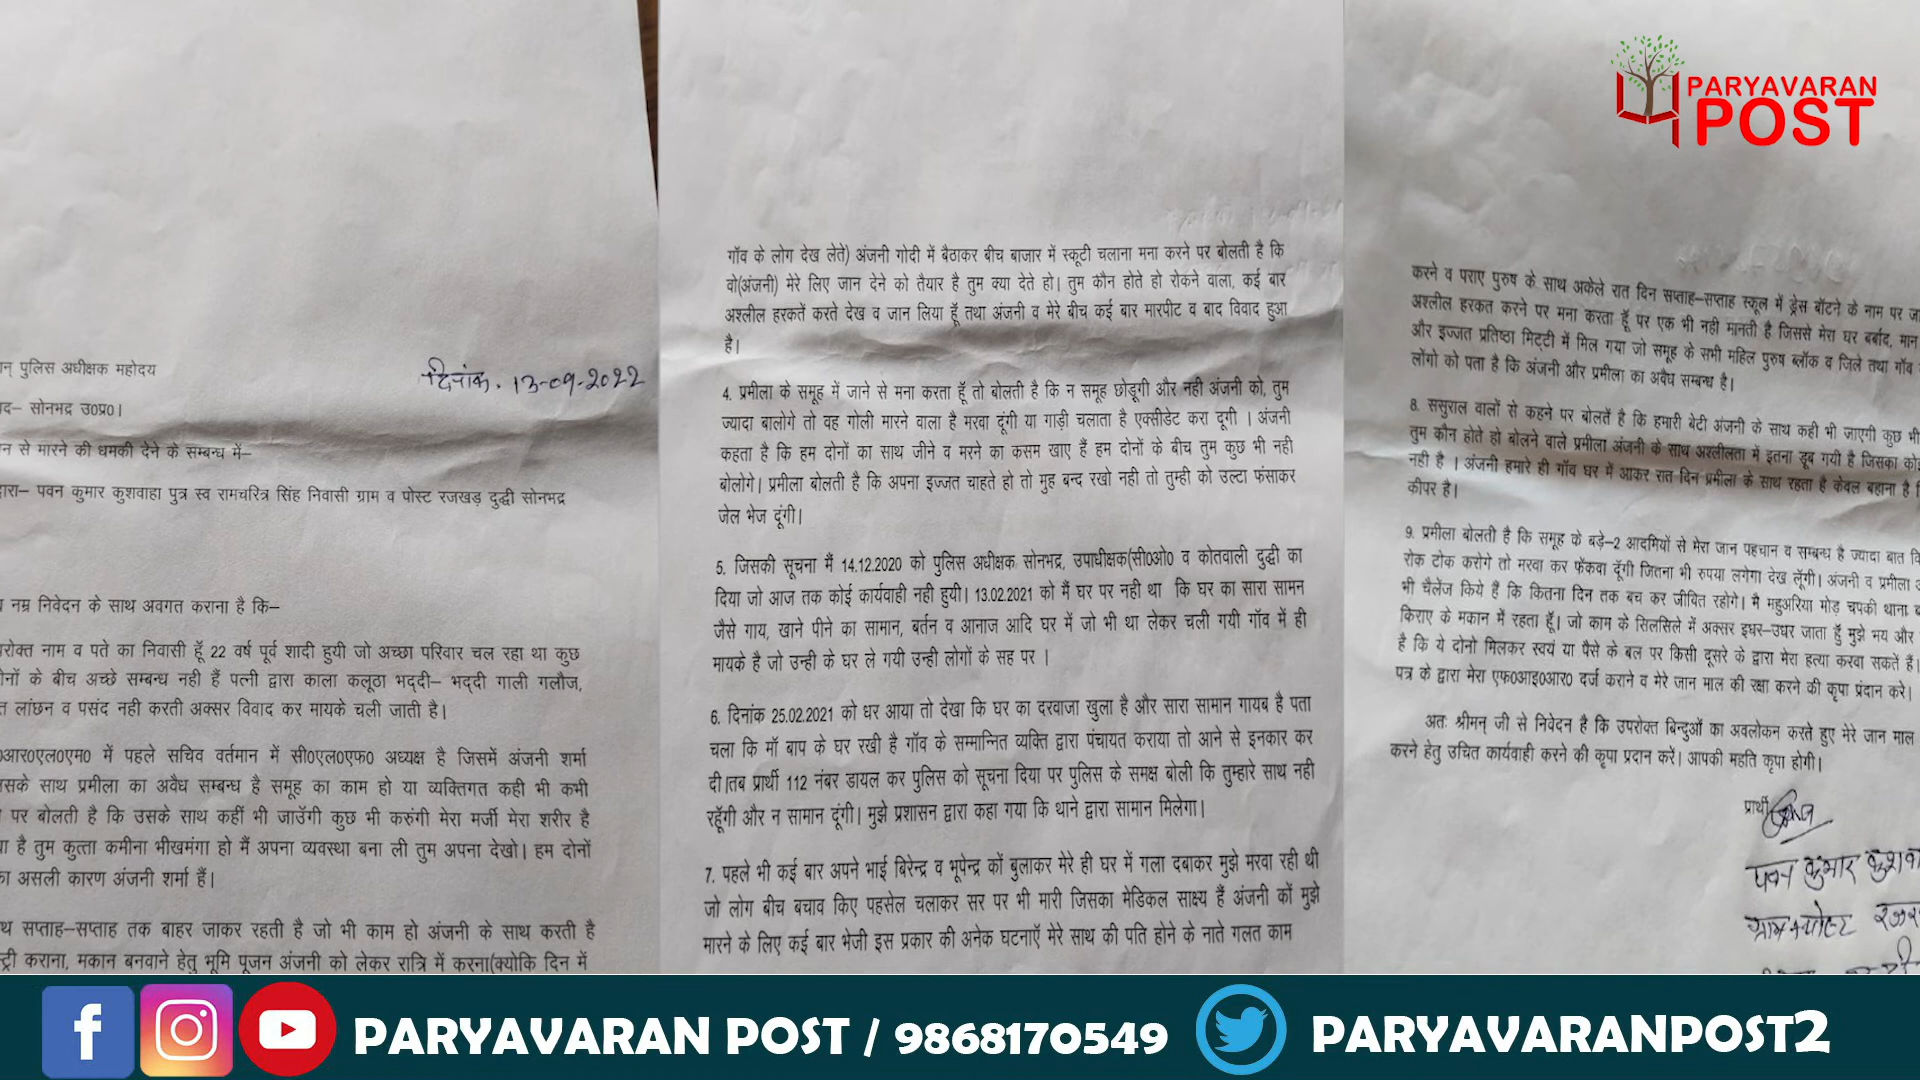 न् पुलिस अधीक्षक महोदय
दिनांक. 13-09-2022
द– सोनभद्र उ0प्र0।
न से मारने की धमकी देने के सम्बन्ध में–
ारा– पवन कुमार कुशवाहा पुत्र स्व रामचरित्र सिंह निवासी ग्राम व पोस्ट रजखड़ दुद्धी सोनभद्र
नम्र निवेदन के साथ अवगत कराना है कि–
रोक्त नाम व पते का निवासी हूॅ 22 वर्ष पूर्व शादी हुयी जो अच्छा परिवार चल रहा था कुछ
ोनों के बीच अच्छे सम्बन्ध नही हैं पत्नी द्वारा काला कलूठा भद्दी– भद्दी गाली गलौज,
त लांछन व पसंद नही करती अक्सर विवाद कर मायके चली जाती है।
0आर0एल0एम0 में पहले सचिव वर्तमान में सी0एल0एफ0 अध्यक्ष है जिसमें अंजनी शर्मा
सके साथ प्रमीला का अवैध सम्बन्ध है समूह का काम हो या व्यक्तिगत कही भी कभी
पर बोलती है कि उसके साथ कहीं भी जाउॅगी कुछ भी करुंगी मेरा मर्जी मेरा शरीर है
या है तुम कुत्ता कमीना भीखमंगा हो मैं अपना व्यवस्था बना ली तुम अपना देखो। हम दोनों
का असली कारण अंजनी शर्मा हैं।
थ सप्ताह–सप्ताह तक बाहर जाकर रहती है जो भी काम हो अंजनी के साथ करती है
स्ट्री कराना, मकान बनवाने हेतु भूमि पूजन अंजनी को लेकर रात्रि में करना(क्योकि दिन में
गॉव के लोग देख लेते) अंजनी गोदी में बैठाकर बीच बाजार में स्कूटी चलाना मना करने पर बोलती है कि
वो(अंजनी) मेरे लिए जान देने को तैयार है तुम क्या देते हो। तुम कौन होते हो रोकने वाला, कई बार
अश्लील हरकतें करते देख व जान लिया हूॅ तथा अंजनी व मेरे बीच कई बार मारपीट व बाद विवाद हुआ
है।
4. प्रमीला के समूह में जाने से मना करता हूॅ तो बोलती है कि न समूह छोडूगी और नही अंजनी को, तुम
ज्यादा बालोगे तो वह गोली मारने वाला है मरवा दूंगी या गाड़ी चलाता है एक्सीडेट करा दूगी । अंजनी
कहता है कि हम दोनों का साथ जीने व मरने का कसम खाए हैं हम दोनों के बीच तुम कुछ भी नही
बोलोगे। प्रमीला बोलती है कि अपना इज्जत चाहते हो तो मुह बन्द रखो नही तो तुम्ही को उल्टा फंसाकर
जेल भेज दूंगी।
5. जिसकी सूचना मैं 14.12.2020 को पुलिस अधीक्षक सोनभद्र, उपाधीक्षक(सी0ओ0 व कोतवाली दुद्धी का
दिया जो आज तक कोई कार्यवाही नही हुयी। 13.02.2021 को मैं घर पर नही था कि घर का सारा सामन
जैसे गाय, खाने पीने का सामान, बर्तन व आनाज आदि घर में जो भी था लेकर चली गयी गॉव में ही
मायके है जो उन्ही के घर ले गयी उन्ही लोगों के सह पर ।
6. दिनांक 25.02.2021 को धर आया तो देखा कि घर का दरवाजा खुला है और सारा सामान गायब है पता
चला कि मॉ बाप के घर रखी है गॉव के सम्मान्नित व्यक्ति द्वारा पंचायत कराया तो आने से इनकार कर
दी।तब प्रार्थी 112 नंबर डायल कर पुलिस को सूचना दिया पर पुलिस के समक्ष बोली कि तुम्हारे साथ नही
रहूॅगी और न सामान दूंगी। मुझे प्रशासन द्वारा कहा गया कि थाने द्वारा सामान मिलेगा।
7. पहले भी कई बार अपने भाई बिरेन्द्र व भूपेन्द्र कों बुलाकर मेरे ही घर में गला दबाकर मुझे मरवा रही थी
जो लोग बीच बचाव किए पहसेल चलाकर सर पर भी मारी जिसका मेडिकल साक्ष्य हैं अंजनी कों मुझे
मारने के लिए कई बार भेजी इस प्रकार की अनेक घटनाऍ मेरे साथ की पति होने के नाते गलत काम
करने व पराए पुरुष के साथ अकेले रात दिन सप्ताह–सप्ताह स्कूल में ड्रेस बॉटने के नाम पर जा
अश्लील हरकत करने पर मना करता हूॅ पर एक भी नही मानती है जिससे मेरा घर बर्बाद, मान
और इज्जत प्रतिष्ठा मिट्टी में मिल गया जो समूह के सभी महिल पुरुष ब्लॉक व जिले तथा गॉव
लोंगो को पता है कि अंजनी और प्रमीला का अवैध सम्बन्ध है।
8. ससुराल वालों से कहने पर बोलतें है कि हमारी बेटी अंजनी के साथ कही भी जाएगी कुछ भी
तुम कौन होते हो बोलने वाले प्रमीला अंजनी के साथ अश्लीलता में इतना डूब गयी है जिसका कोई
नही है । अंजनी हमारे ही गॉव घर में आकर रात दिन प्रमीला के साथ रहता है केवल बहाना है
कीपर है।
9. प्रमीला बोलती है कि समूह के बड़े–2 आदमियों से मेरा जान पहचान व सम्बन्ध है ज्यादा बात कि
रोक टोक करोगे तो मरवा कर फेंकवा दूॅगी जितना भी रुपया लगेगा देख लूॅगी। अंजनी व प्रमीला
भी चैलेंज किये हैं कि कितना दिन तक बच कर जीवित रहोगे। मै महुअरिया मोड़ चपकी थाना ब
किराए के मकान में रहता हूॅ। जो काम के सिलसिले में अक्सर इधर–उधर जाता हूॅ मुझे भय और
है कि ये दोनो मिलकर स्वयं या पैसे के बल पर किसी दूसरे के द्वारा मेरा हत्या करवा सकतें हैं।
पत्र के द्वारा मेरा एफ0आइ0आर0 दर्ज कराने व मेरे जान माल की रक्षा करने की कृपा प्रंदान करे।
अतः श्रीमन् जी से निवेदन है कि उपरोक्त बिन्दुओं का अवलोकन करते हुए मेरे जान माल
करने हेतु उचित कार्यवाही करने की कृपा प्रदान करें। आपकी महति कृपा होगी।
प्रार्थी
पवन कुमार कुशवा
PARYAVARAN
POST
PARYAVARAN POST / 9868170549
PARYAVARANPOST2